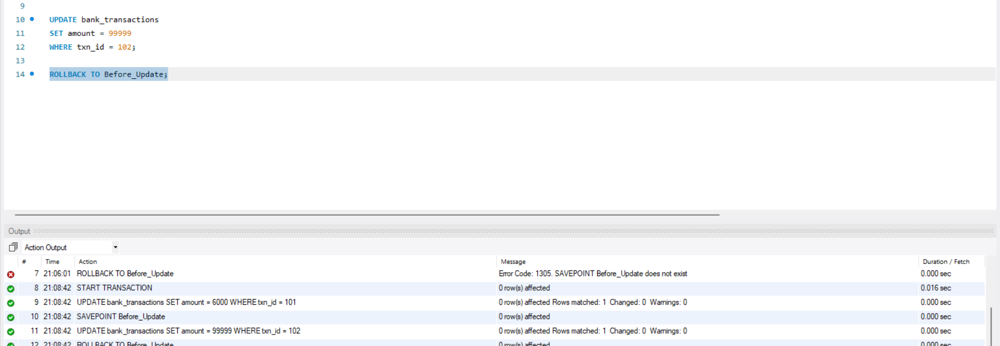 9
10 UPDATE bank_transactions
11 SET amount = 99999
12 WHERE txn_id = 102;
13
14 ROLLBACK TO Before_Update;
Output
Action Output
# Time Action Message Duration / Fetch
7 21:06:01 ROLLBACK TO Before_Update Error Code: 1305. SAVEPOINT Before_Update does not exist 0.000 sec
8 21:08:42 START TRANSACTION 0 row(s) affected 0.016 sec
9 21:08:42 UPDATE bank_transactions SET amount = 6000 WHERE txn_id = 101 0 row(s) affected Rows matched: 1 Changed: 0 Warnings: 0 0.000 sec
10 21:08:42 SAVEPOINT Before_Update 0 row(s) affected 0.000 sec
11 21:08:42 UPDATE bank_transactions SET amount = 99999 WHERE txn_id = 102 0 row(s) affected Rows matched: 1 Changed: 0 Warnings: 0 0.000 sec
12 21:08:42 ROLLBACK TO Before_Update 0 row(s) affected 0.000 sec